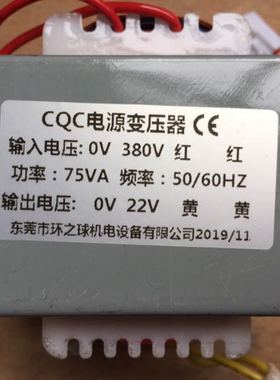 CQC电源变压器 CE
输入电压: 0V 380V 红 红
功率: 75VA 频率: 50/60HZ
输出电压: 0V 22V 黄 黄
东莞市环之球机电设备有限公司2019/11